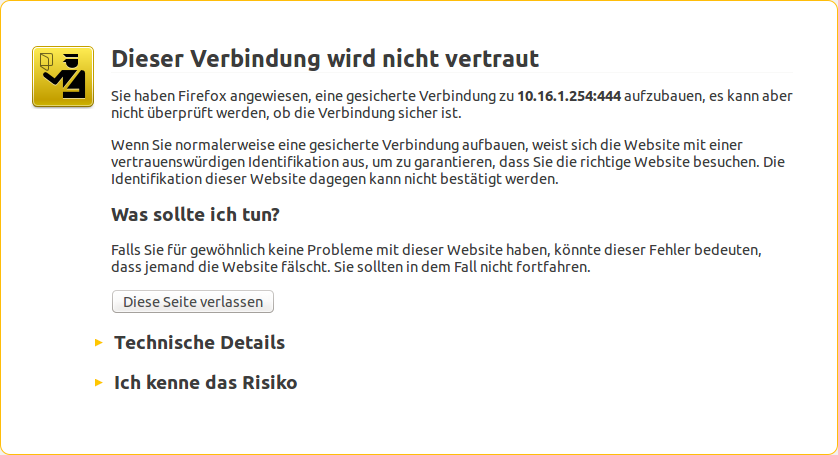 Dieser Verbindung wird nicht vertraut
Sie haben Firefox angewiesen, eine gesicherte Verbindung zu 10.16.1.254:444 aufzubauen, es kann aber
nicht überprüft werden, ob die Verbindung sicher ist.
Wenn Sie normalerweise eine gesicherte Verbindung aufbauen, weist sich die Website mit einer
vertrauenswürdigen Identifikation aus, um zu garantieren, dass Sie die richtige Website besuchen. Die
Identifikation dieser Website dagegen kann nicht bestätigt werden.
Was sollte ich tun?
Falls Sie für gewöhnlich keine Probleme mit dieser Website haben, könnte dieser Fehler bedeuten,
dass jemand die Website fälscht. Sie sollten in dem Fall nicht fortfahren.
Diese Seite verlassen
Technische Details
Ich kenne das Risiko